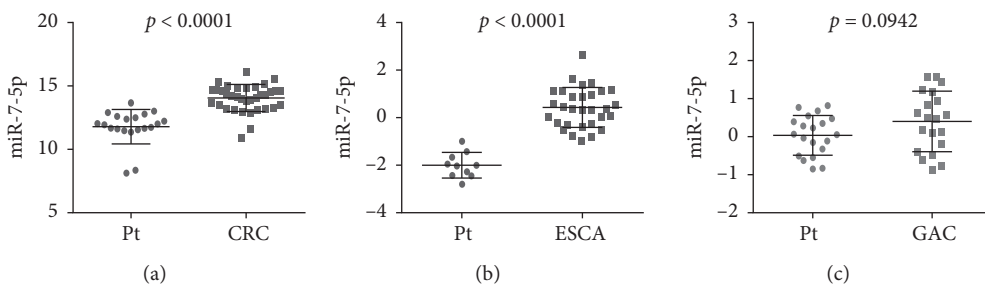 p < 0.0001
20
15
10
5
miR-7-5p
Pt
CRC
(a)
p < 0.0001
4
2
0
−2
−4
miR-7-5p
Pt
ESCA
(b)
p = 0.0942
3
2
1
0
−1
−2
miR-7-5p
Pt
GAC
(c)